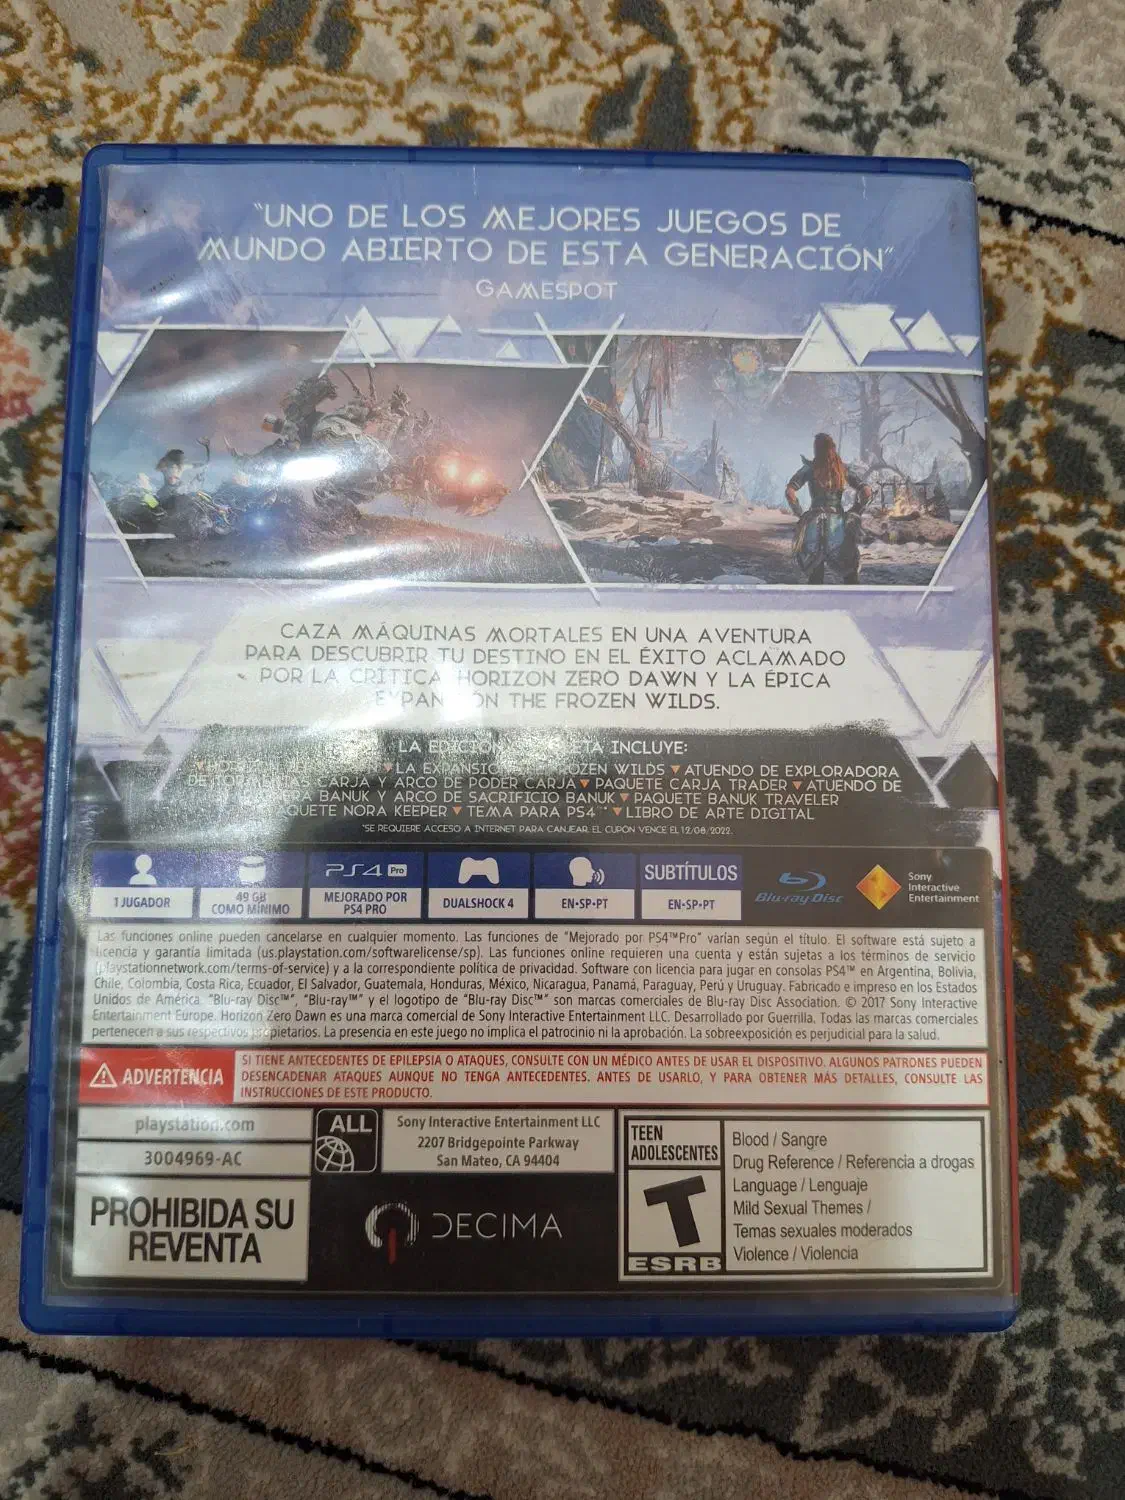 "UNO DE LOS MEJORES JUEGOS DE
MUNDO ABIERTO DE ESTA GENERACIÓN"
GAMESPOT
CAZA MÁQUINAS MORTALES EN UNA AVENTURA
PARA DESCUBRIR TU DESTINO EN EL ÉXITO ACLAMADO
POR LA CRÍTICA, HORIZON ZERO DAWN Y LA ÉPICA
THE FROZEN WILDS.
LA EDICIÓN INCLUYE:
▼LA WILDS ▼ATUENDO DE EXPLORADORA
DE TORMENTAS CARJA Y ARCO DE PODER CARJA▼ PAQUETE CARJA TRADER ▼ATUENDO DE
BANUK Y ARCO DE SACRIFICIO BANUK▼ PAQUETE BANUK TRAVELER
NORA KEEPER ▼ TEMA PARA PS4™ ▼LIBRO DE ARTE DIGITAL
*SE REQUIERE ACCESO A INTERNET PARA CANJEAR. EL CUPÓN VENCE EL 12/08/2022.
1 JUGADOR
49 GB
COMO MÍNIMO
PS4 Pro
MEJORADO POR
PS4 PRO
DUALSHOCK 4
EN•SP•PT
SUBTÍTULOS
EN•SP•PT
Blu-ray Disc
Sony
Interactive
Entertainment
Las funciones online pueden cancelarse en cualquier momento. Las funciones de "Mejorado por PS4™Pro" varían según el título. El software está sujeto a
licencia y garantía limitada (us.playstation.com/softwarelicense/sp). Las funciones online requieren una cuenta y están sujetas a los términos de servicio
(playstationnetwork.com/terms-of-service) y a la correspondiente política de privacidad. Software con licencia para jugar en consolas PS4™ en Argentina, Bolivia,
Chile, Colombia, Costa Rica, Ecuador, El Salvador, Guatemala, Honduras, México, Nicaragua, Panamá, Paraguay, Perú y Uruguay. Fabricado e impreso en los Estados
Unidos de América. "Blu-ray Disc™", "Blu-ray™" y el logotipo de "Blu-ray Disc™" son marcas comerciales de Blu-ray Disc Association. © 2017 Sony Interactive
Entertainment Europe. Horizon Zero Dawn es una marca comercial de Sony Interactive Entertainment LLC. Desarrollado por Guerrilla. Todas las marcas comerciales
pertenecen a sus respectivos propietarios. La presencia en este juego no implica el patrocinio ni la aprobación. La sobreexposición es perjudicial para la salud.
ADVERTENCIA
SI TIENE ANTECEDENTES DE EPILEPSIA O ATAQUES, CONSULTE CON UN MÉDICO ANTES DE USAR EL DISPOSITIVO. ALGUNOS PATRONES PUEDEN
DESENCADENAR ATAQUES AUNQUE NO TENGA ANTECEDENTES. ANTES DE USARLO, Y PARA OBTENER MÁS DETALLES, CONSULTE LAS
INSTRUCCIONES DE ESTE PRODUCTO.
playstation.com
3004969-AC
PROHIBIDA SU
REVENTA
ALL
Sony Interactive Entertainment LLC
2207 Bridgepointe Parkway
San Mateo, CA 94404
DECIMA
TEEN
ADOLESCENTES
T
ESRB
Blood / Sangre
Drug Reference / Referencia a drogas
Language / Lenguaje
Mild Sexual Themes /
Temas sexuales moderados
Violence / Violencia